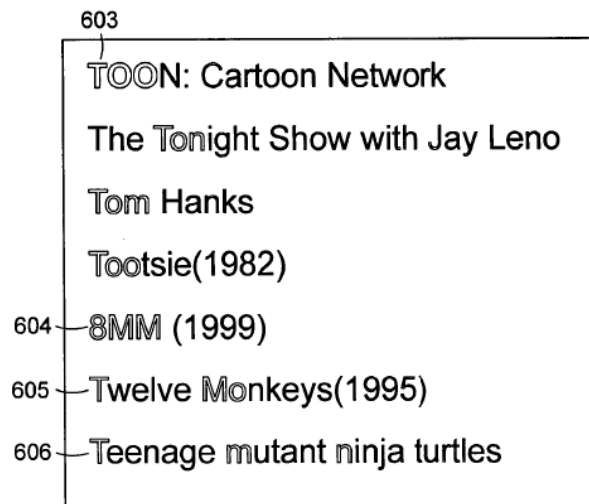 603
TOON: Cartoon Network
The Tonight Show with Jay Leno
Tom Hanks
Tootsie(1982)
604 8MM (1999)
605 Twelve Monkeys(1995)
606 Teenage mutant ninja turtles